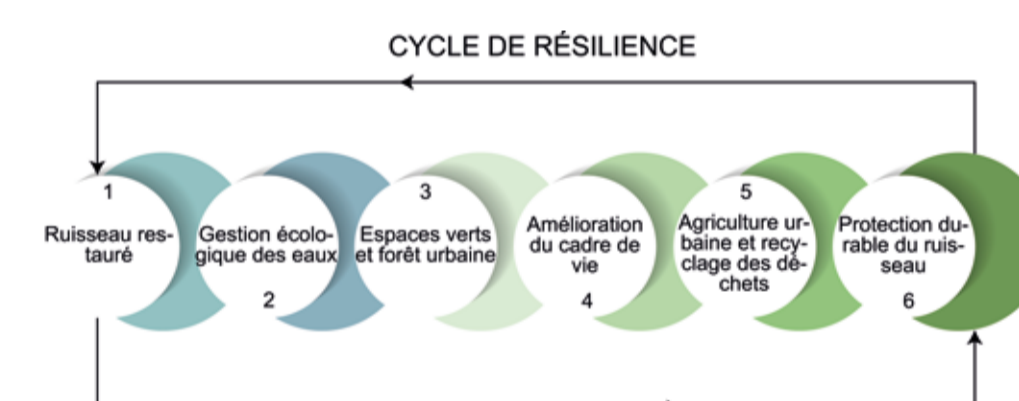 CYCLE DE RÉSILIENCE
1
Ruisseau res-
tauré
Gestion écolo-
gique des eaux
2
3
Espaces verts
et forêt urbaine
Amélioration
du cadre de
vie
4
5
Agriculture ur-
baine et recy-
clage des dé-
chets
Protection du-
rable du ruis-
seau
6